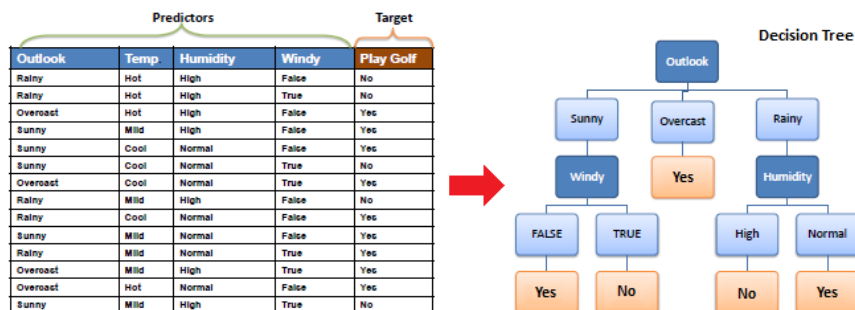 Predictors Target
Outlook Temp. Humidity Windy Play Golf
Rainy Hot High False No
Rainy Hot High True No
Overcast Hot High False Yes
Sunny Mild High False Yes
Sunny Cool Normal False Yes
Sunny Cool Normal True No
Overcast Cool Normal True Yes
Rainy Mild High False No
Rainy Cool Normal False Yes
Sunny Mild Normal False Yes
Rainy Mild Normal True Yes
Overcast Mild High True Yes
Overcast Hot Normal False Yes
Sunny Mild High True No
Decision Tree
Outlook
Sunny Overcast Rainy
Windy Yes Humidity
FALSE TRUE High Normal
Yes No No Yes